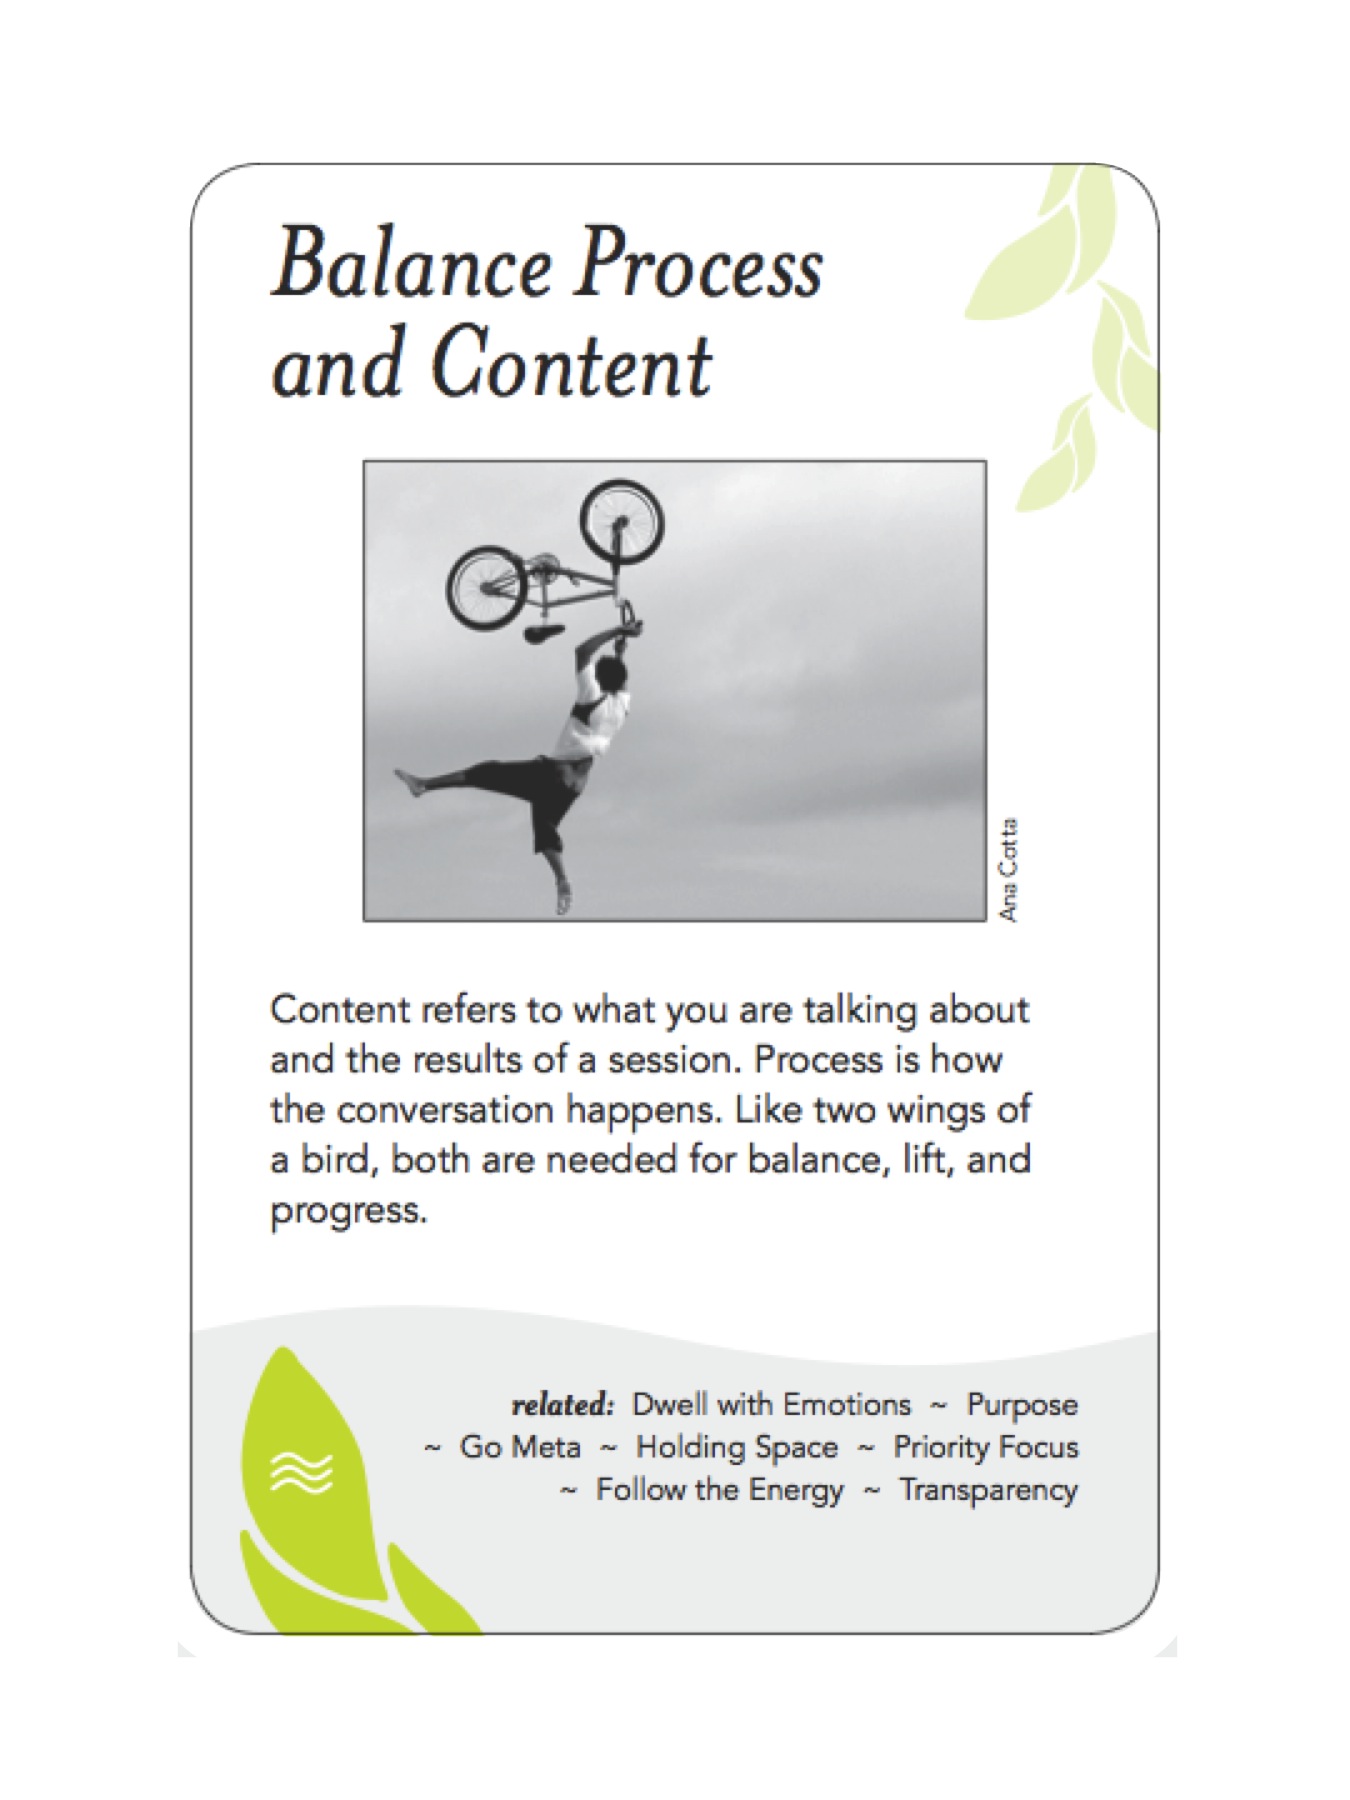 Balance Process
and Content
Ana Cotta
Content refers to what you are talking about
and the results of a session. Process is how
the conversation happens. Like two wings of
a bird, both are needed for balance, lift, and
progress.
related: Dwell with Emotions ~ Purpose
~ Go Meta ~ Holding Space ~ Priority Focus
~ Follow the Energy ~ Transparency